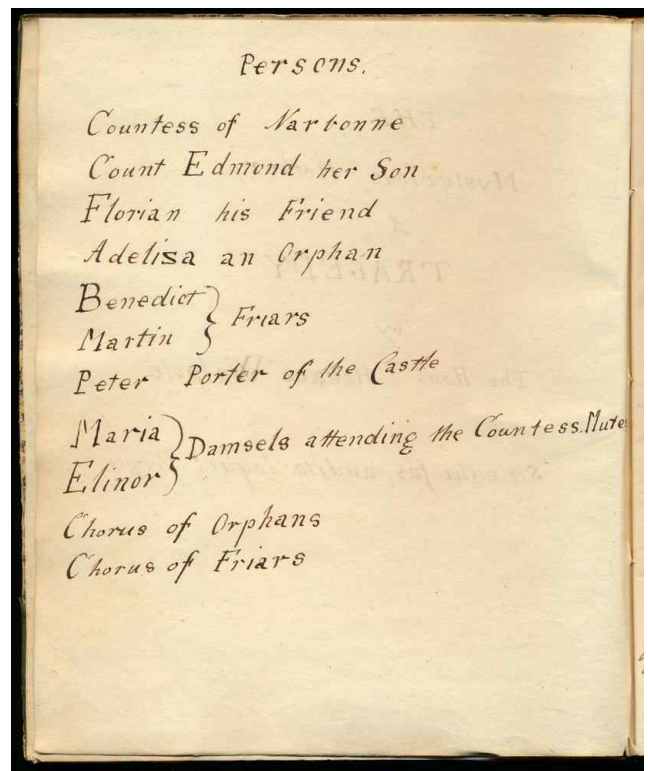 Persons.
Countess of Narbonne
Count Edmond her Son
Florian his Friend
Adelisa an Orphan
Benedict
Martin } Friars
Peter Porter of the Castle
Maria
Elinor } Damsels attending the Countess. Mutes
Chorus of Orphans
Chorus of Friars